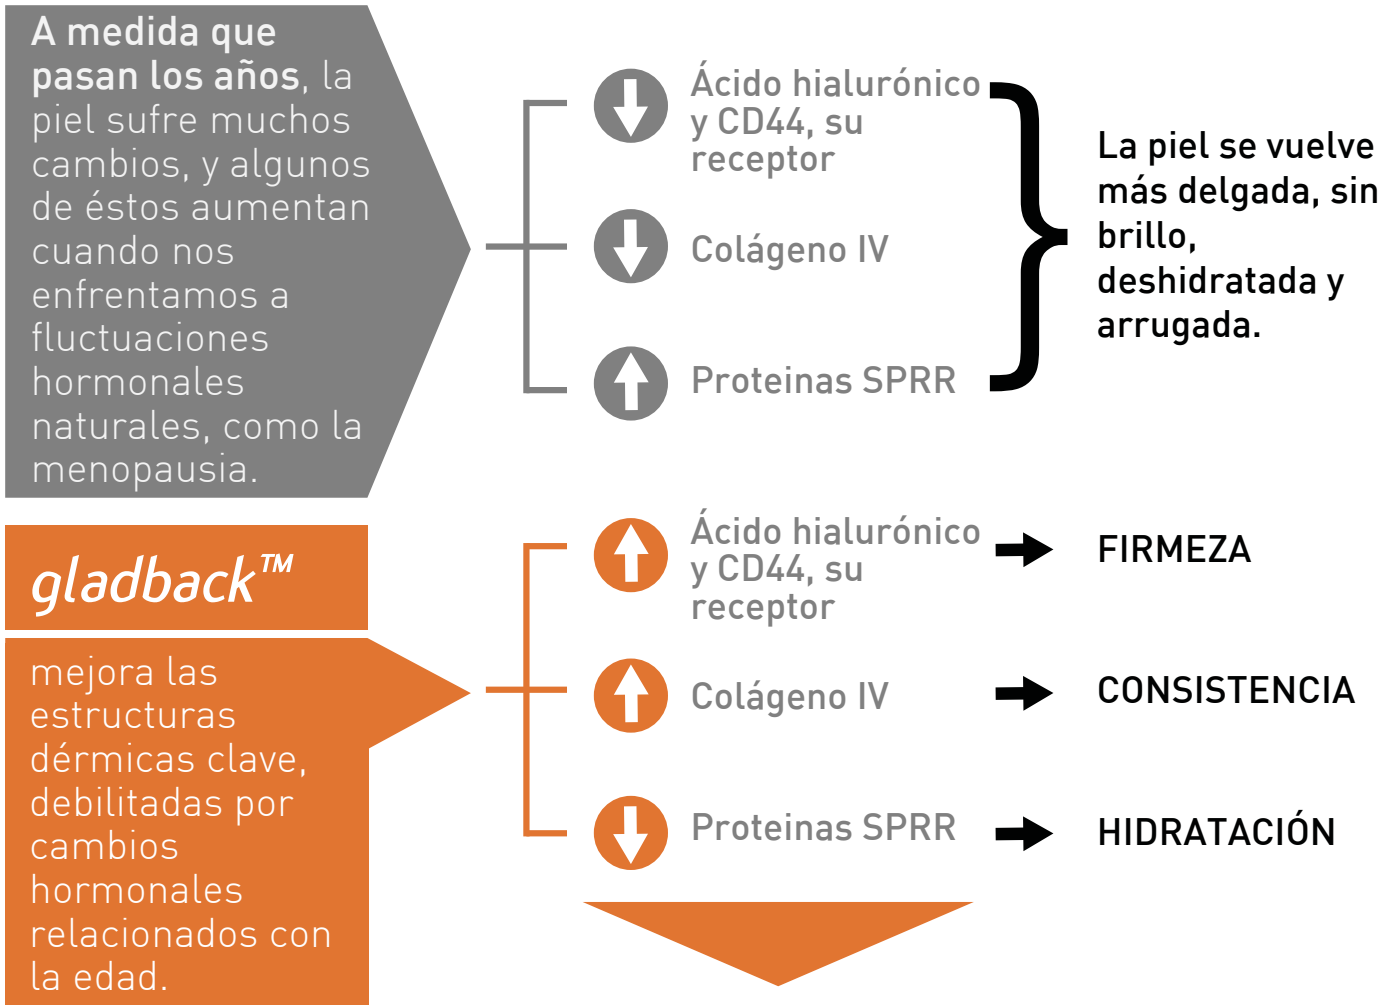 A medida que
pasan los años, la
piel sufre muchos
cambios, y algunos
de éstos aumentan
cuando nos
enfrentamos a
fluctuaciones
hormonales
naturales, como la
menopausia.
Ácido hialurónico
y CD44, su
receptor
Colágeno IV
Proteinas SPRR
La piel se vuelve
más delgada, sin
brillo,
deshidratada y
arrugada.
gladback™
mejora las
estructuras
dérmicas clave,
debilitadas por
cambios
hormonales
relacionados con
la edad.
Ácido hialurónico
y CD44, su
receptor
FIRMEZA
Colágeno IV
CONSISTENCIA
Proteinas SPRR
HIDRATACIÓN